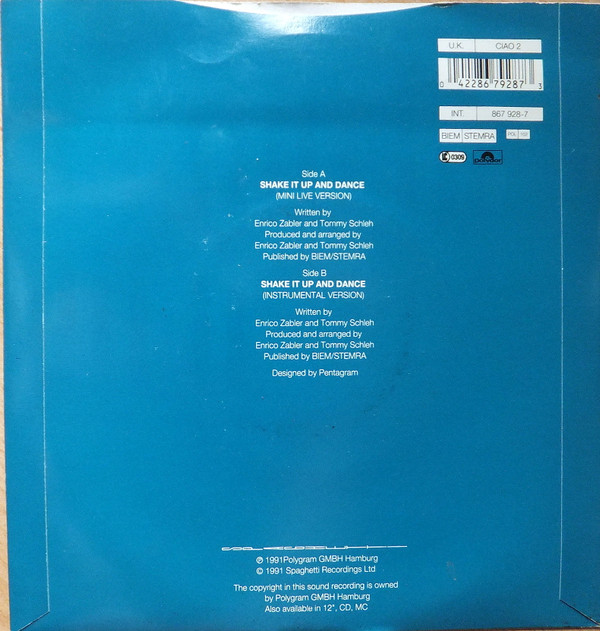 U.K. CIAO 2
0 42286 79287 3
INT. 867 928-7
BIEM STEMRA
0309 polydor
Side A
SHAKE IT UP AND DANCE
(MINI LIVE VERSION)
Written by
Enrico Zabler and Tommy Schleh
Produced and arranged by
Enrico Zabler and Tommy Schleh
Published by BIEM/STEMRA
Side B
SHAKE IT UP AND DANCE
(INSTRUMENTAL VERSION)
Written by
Enrico Zabler and Tommy Schleh
Produced and arranged by
Enrico Zabler and Tommy Schleh
Published by BIEM/STEMRA
Designed by Pentagram
℗ 1991Polygram GMBH Hamburg
© 1991 Spaghetti Recordings Ltd
The copyright in this sound recording is owned
by Polygram GMBH Hamburg
Also available in 12", CD, MC